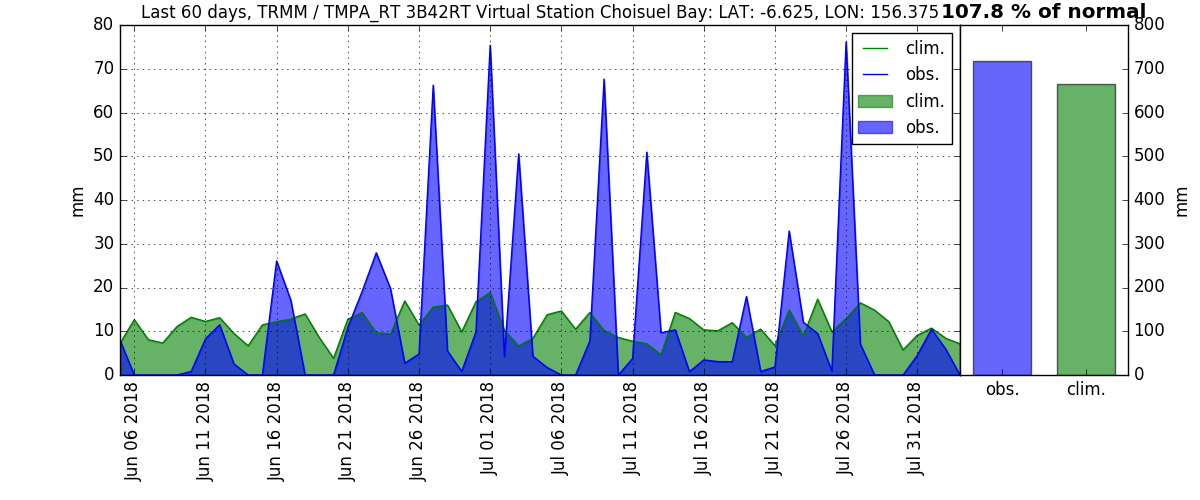 Last 60 days, TRMM / TMPA_RT 3B42RT Virtual Station Choisuel Bay: LAT: -6.625, LON: 156.375
107.8 % of normal
80
70
60
50
40
30
20
10
0
mm
clim.
obs.
clim.
obs.
800
700
600
500
400
300
200
100
0
mm
obs.
clim.
Jun 06 2018
Jun 11 2018
Jun 16 2018
Jun 21 2018
Jun 26 2018
Jul 01 2018
Jul 06 2018
Jul 11 2018
Jul 16 2018
Jul 21 2018
Jul 26 2018
Jul 31 2018